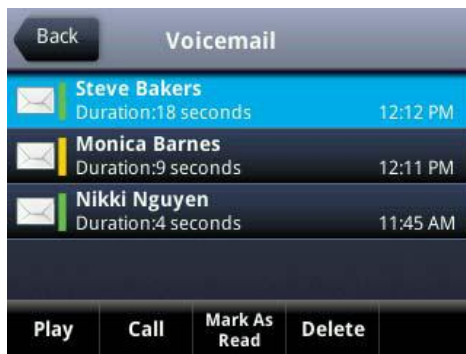 Back
Voicemail
Steve Bakers
Duration:18 seconds
12:12 PM
Monica Barnes
Duration:9 seconds
12:11 PM
Nikki Nguyen
Duration:4 seconds
11:45 AM
Play
Call
Mark As
Read
Delete